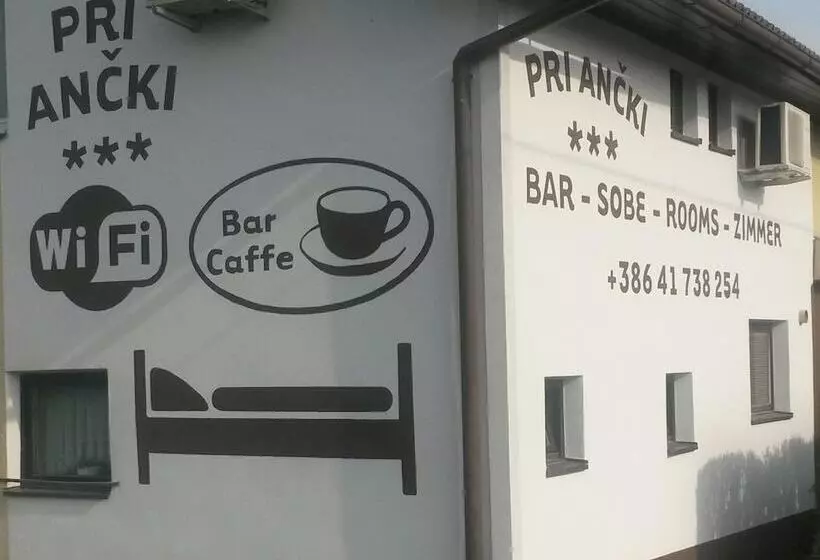 PRI
ANČKI
***
WiFi
Bar
Caffe
PRI ANČKI
***
BAR - SOBE - ROOMS - ZIMMER
+386 41 738 254